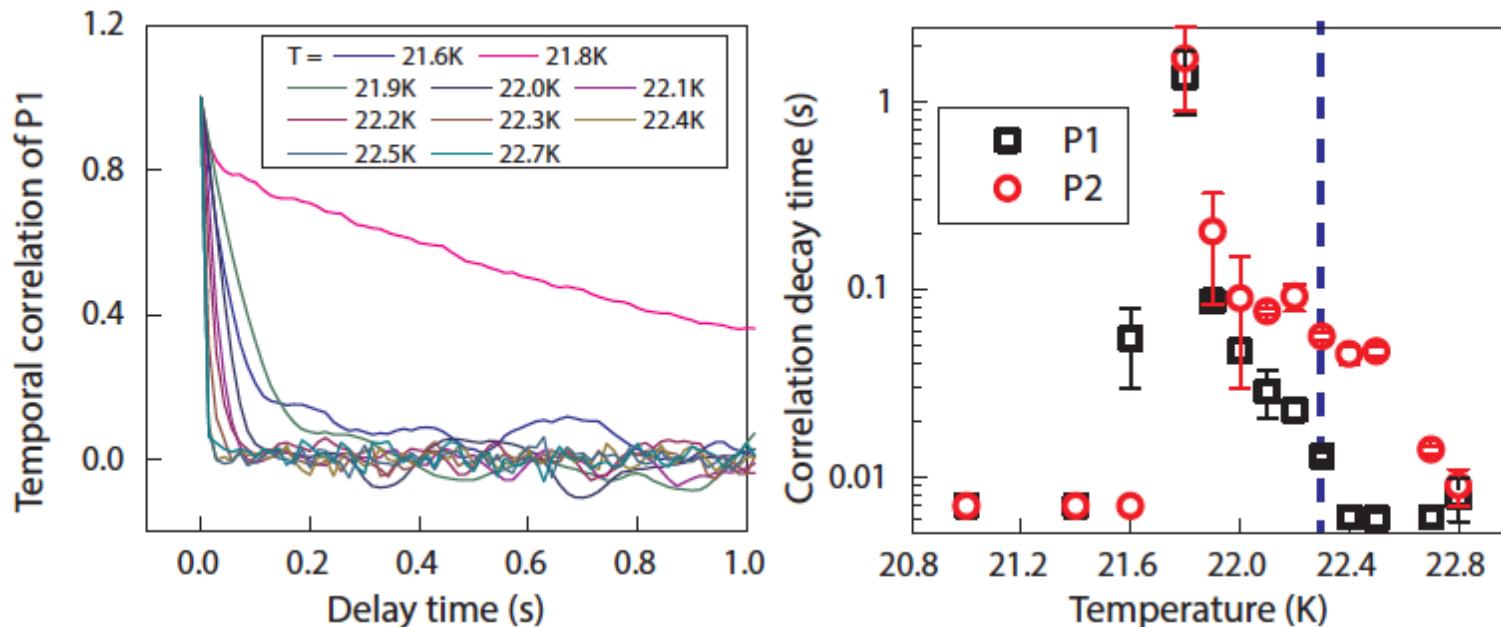 Temporal correlation of P1
1.2
0.8
0.4
0.0
T = 21.6K 21.8K
21.9K 22.0K 22.1K
22.2K 22.3K 22.4K
22.5K 22.7K
0.0 0.2 0.4 0.6 0.8 1.0
Delay time (s)
Correlation decay time (s)
1
0.1
0.01
P1
P2
20.8 21.2 21.6 22.0 22.4 22.8
Temperature (K)